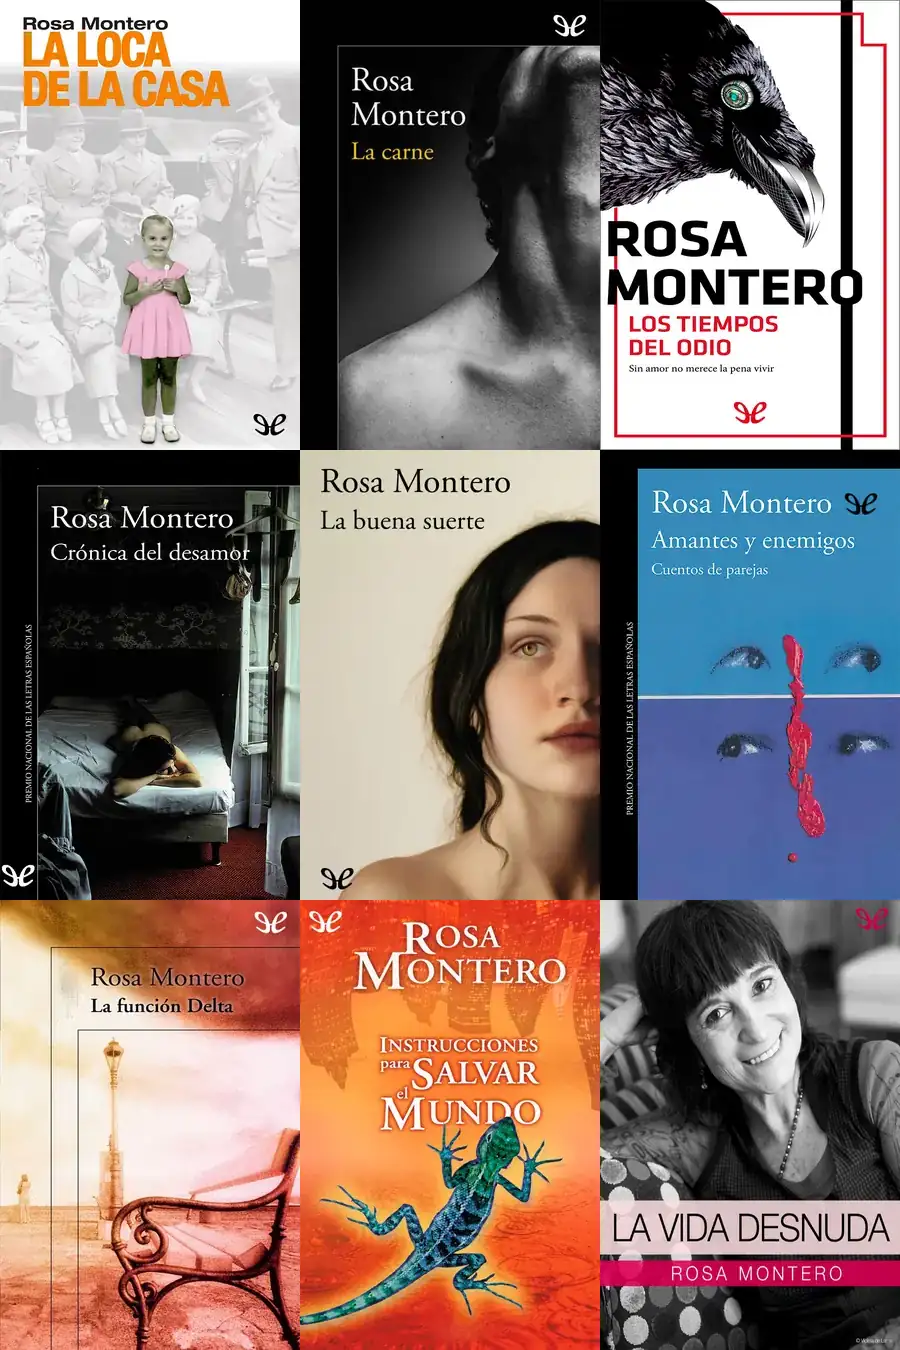 Rosa Montero
LA LOCA
DE LA CASA
Rosa
Montero
La carne
ROSA
MONTERO
LOS TIEMPOS
DEL ODIO
Sin amor no merece la pena vivir
Rosa Montero
Crónica del desamor
PREMIO NACIONAL DE LAS LETRAS ESPAÑOLAS
Rosa Montero
La buena suerte
Rosa Montero
Amantes y enemigos
Cuentos de parejas
PREMIO NACIONAL DE LAS LETRAS ESPAÑOLAS
Rosa Montero
La función Delta
ROSA
MONTERO
INSTRUCCIONES
para SALVAR
el
MUNDO
LA VIDA DESNUDA
ROSA MONTERO